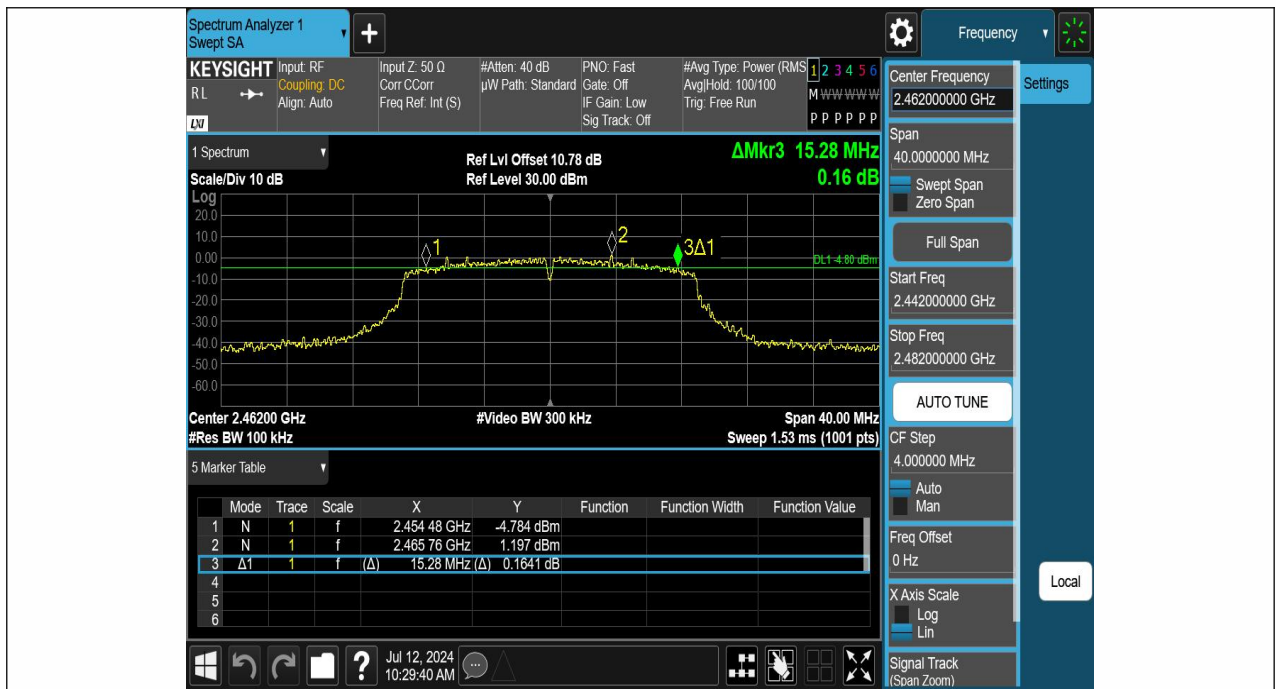 Spectrum Analyzer 1
Swept SA
+
Frequency
KEYSIGHT
RL
LXI
Input: RF
Coupling: DC
Align: Auto
Input Z: 50 Ω
Corr CCorr
Freq Ref: Int (S)
#Atten: 40 dB
µW Path: Standard
PNO: Fast
Gate: Off
IF Gain: Low
Sig Track: Off
#Avg Type: Power (RMS
Avg|Hold: 100/100
Trig: Free Run
1 2 3 4 5 6
M W W W W W
P P P P P P
1 Spectrum
Scale/Div 10 dB
Ref Lvl Offset 10.78 dB
Ref Level 30.00 dBm
ΔMkr3 15.28 MHz
0.16 dB
Log
20.0
10.0
0.00
-10.0
-20.0
-30.0
-40.0
-50.0
-60.0
1
2
3Δ1
DL1 -4.80 dBm
Center 2.46200 GHz
#Video BW 300 kHz
Span 40.00 MHz
#Res BW 100 kHz
Sweep 1.53 ms (1001 pts)
5 Marker Table
Mode Trace Scale X Y Function Function Width Function Value
1 N 1 f 2.454 48 GHz -4.784 dBm
2 N 1 f 2.465 76 GHz 1.197 dBm
3 Δ1 1 f (Δ) 15.28 MHz (Δ) 0.1641 dB
4
5
6
?
Jul 12, 2024
10:29:40 AM
Center Frequency
2.462000000 GHz
Span
40.0000000 MHz
Swept Span
Zero Span
Full Span
Start Freq
2.442000000 GHz
Stop Freq
2.482000000 GHz
AUTO TUNE
CF Step
4.000000 MHz
Auto
Man
Freq Offset
0 Hz
X Axis Scale
Log
Lin
Signal Track
(Span Zoom)
Settings
Local